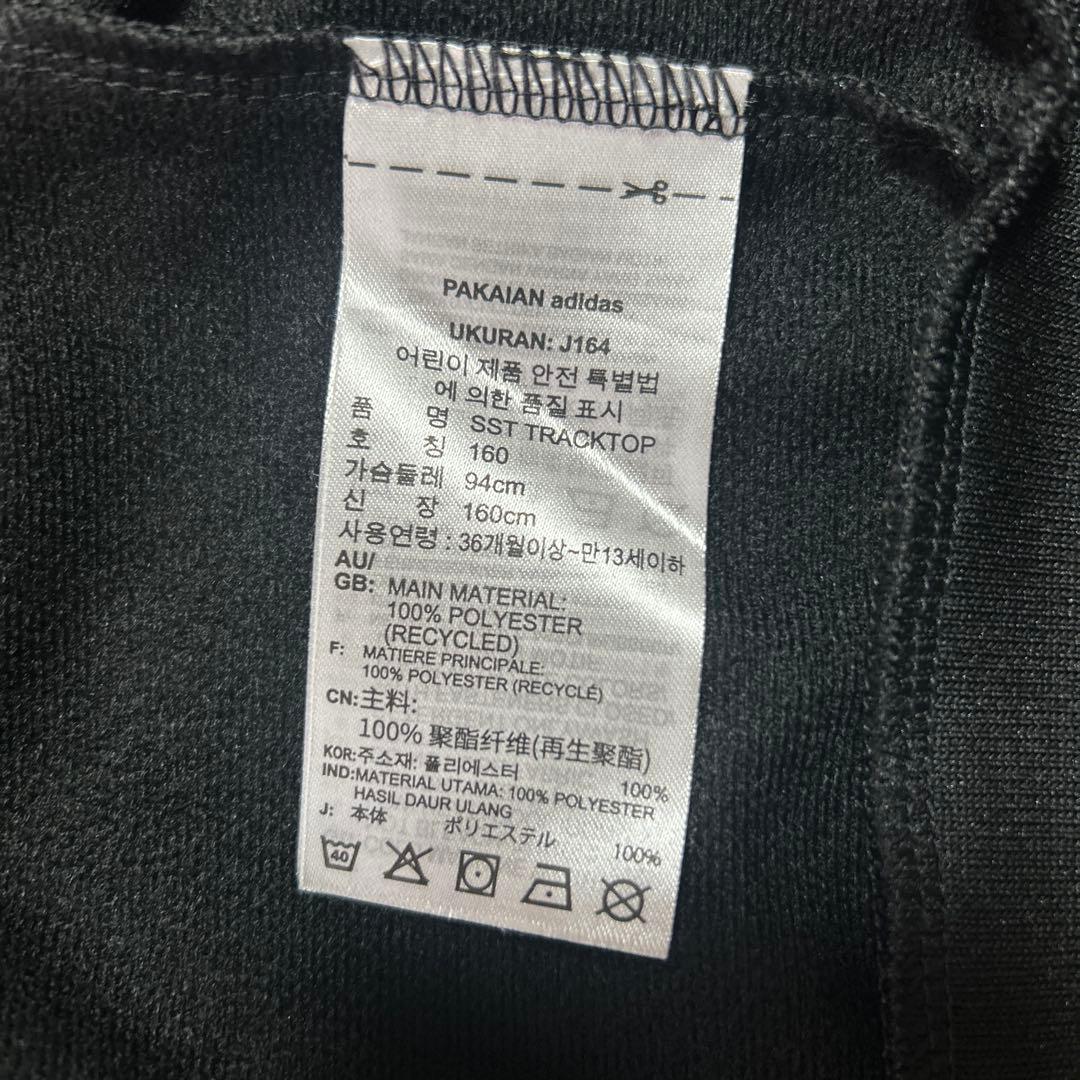 PAKAIAN adidas
UKURAN: J164
어린이 제품 안전 특별법
에 의한 품질 표시
품 명 SST TRACKTOP
호 칭 160
가슴둘레 94cm
신 장 160cm
사용연령 : 36개월이상~만13세이하
AU/
GB: MAIN MATERIAL:
100% POLYESTER
(RECYCLED)
F: MATIERE PRINCIPALE:
100% POLYESTER (RECYCLÉ)
CN:主料:
100% 聚酯纤维(再生聚酯)
KOR:주소재: 폴리에스터 100%
IND:MATERIAL UTAMA: 100% POLYESTER
HASIL DAUR ULANG
J: 本体 ポリエステル 100%
40